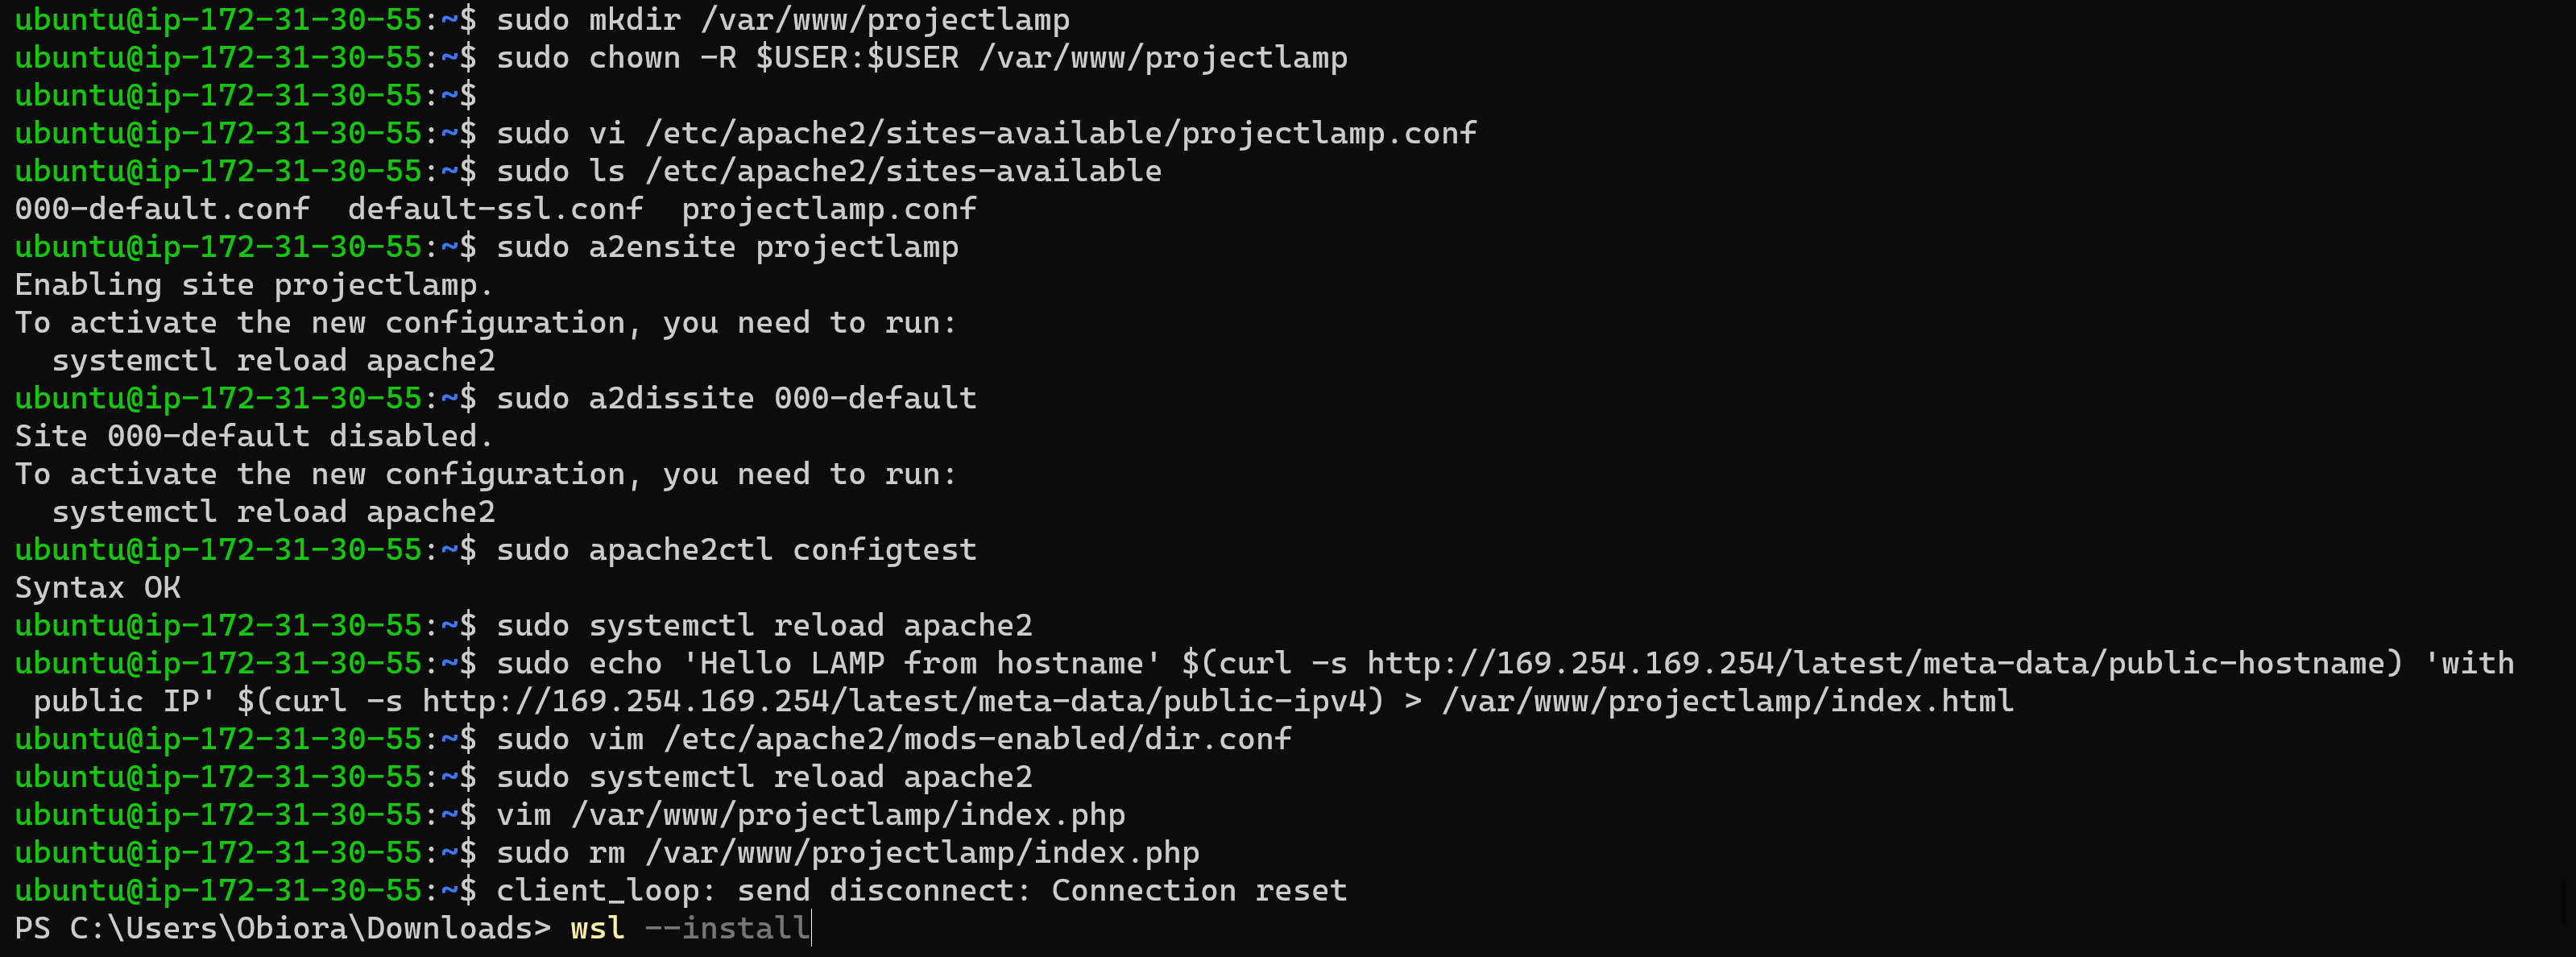 ubuntu@ip-172-31-30-55:~$ sudo mkdir /var/www/projectlamp
ubuntu@ip-172-31-30-55:~$ sudo chown -R $USER:$USER /var/www/projectlamp
ubuntu@ip-172-31-30-55:~$
ubuntu@ip-172-31-30-55:~$ sudo vi /etc/apache2/sites-available/projectlamp.conf
ubuntu@ip-172-31-30-55:~$ sudo ls /etc/apache2/sites-available
000-default.conf  default-ssl.conf  projectlamp.conf
ubuntu@ip-172-31-30-55:~$ sudo a2ensite projectlamp
Enabling site projectlamp.
To activate the new configuration, you need to run:
  systemctl reload apache2
ubuntu@ip-172-31-30-55:~$ sudo a2dissite 000-default
Site 000-default disabled.
To activate the new configuration, you need to run:
  systemctl reload apache2
ubuntu@ip-172-31-30-55:~$ sudo apache2ctl configtest
Syntax OK
ubuntu@ip-172-31-30-55:~$ sudo systemctl reload apache2
ubuntu@ip-172-31-30-55:~$ sudo echo 'Hello LAMP from hostname' $(curl -s http://169.254.169.254/latest/meta-data/public-hostname) 'with
 public IP' $(curl -s http://169.254.169.254/latest/meta-data/public-ipv4) > /var/www/projectlamp/index.html
ubuntu@ip-172-31-30-55:~$ sudo vim /etc/apache2/mods-enabled/dir.conf
ubuntu@ip-172-31-30-55:~$ sudo systemctl reload apache2
ubuntu@ip-172-31-30-55:~$ vim /var/www/projectlamp/index.php
ubuntu@ip-172-31-30-55:~$ sudo rm /var/www/projectlamp/index.php
ubuntu@ip-172-31-30-55:~$ client_loop: send disconnect: Connection reset
PS C:\Users\Obiora\Downloads> wsl --install